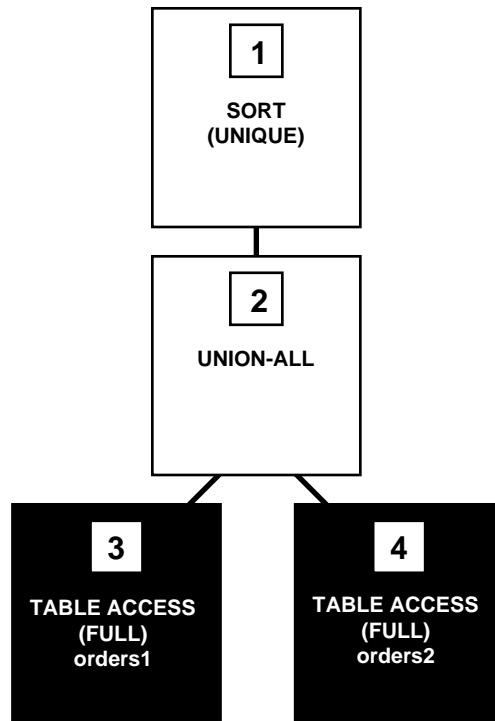 1
SORT
(UNIQUE)
2
UNION-ALL
3
TABLE ACCESS
(FULL)
orders1
4
TABLE ACCESS
(FULL)
orders2